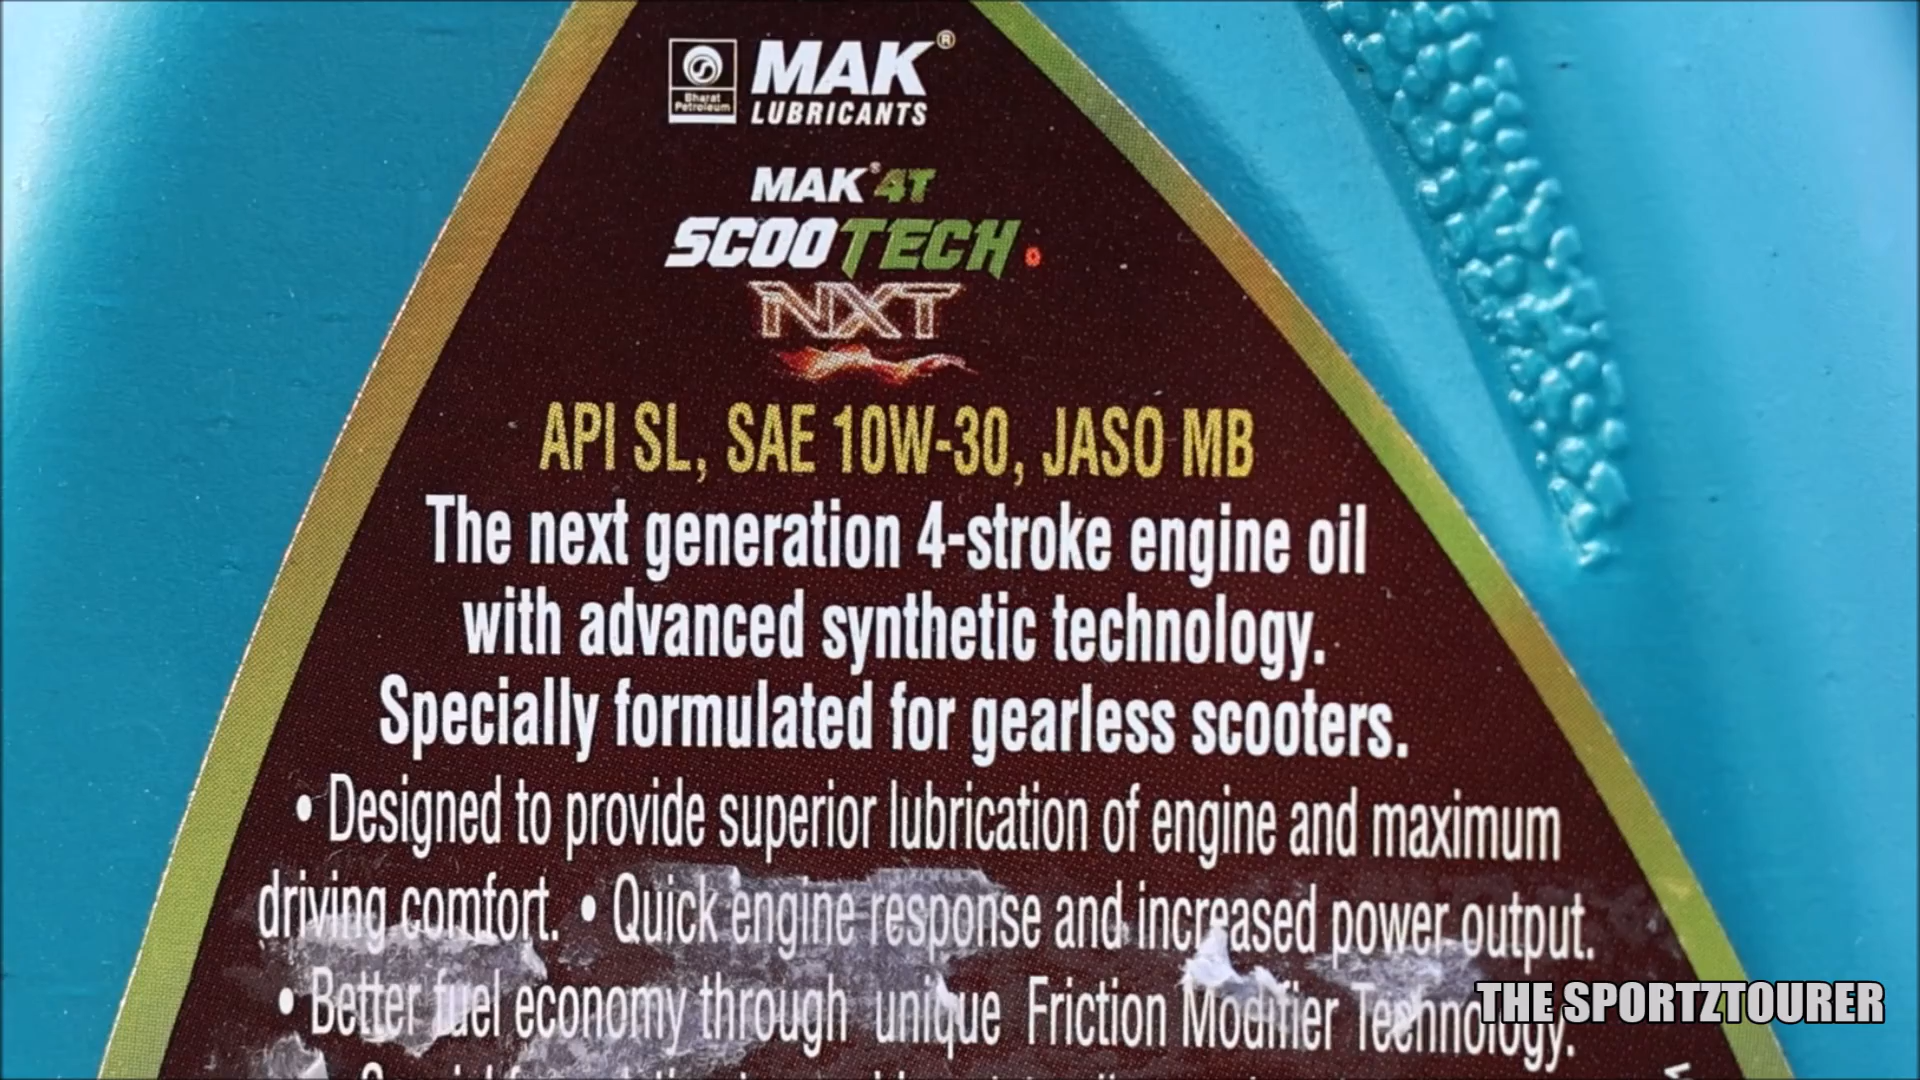 Bharat
Petroleum
MAK®
LUBRICANTS
MAK® 4T
SCOOTECH
NXT
API SL, SAE 10W-30, JASO MB
The next generation 4-stroke engine oil
with advanced synthetic technology.
Specially formulated for gearless scooters.
• Designed to provide superior lubrication of engine and maximum
driving comfort. • Quick engine response and increased power output.
• Better fuel economy through unique Friction Modifier Technology.
THE SPORTZTOURER